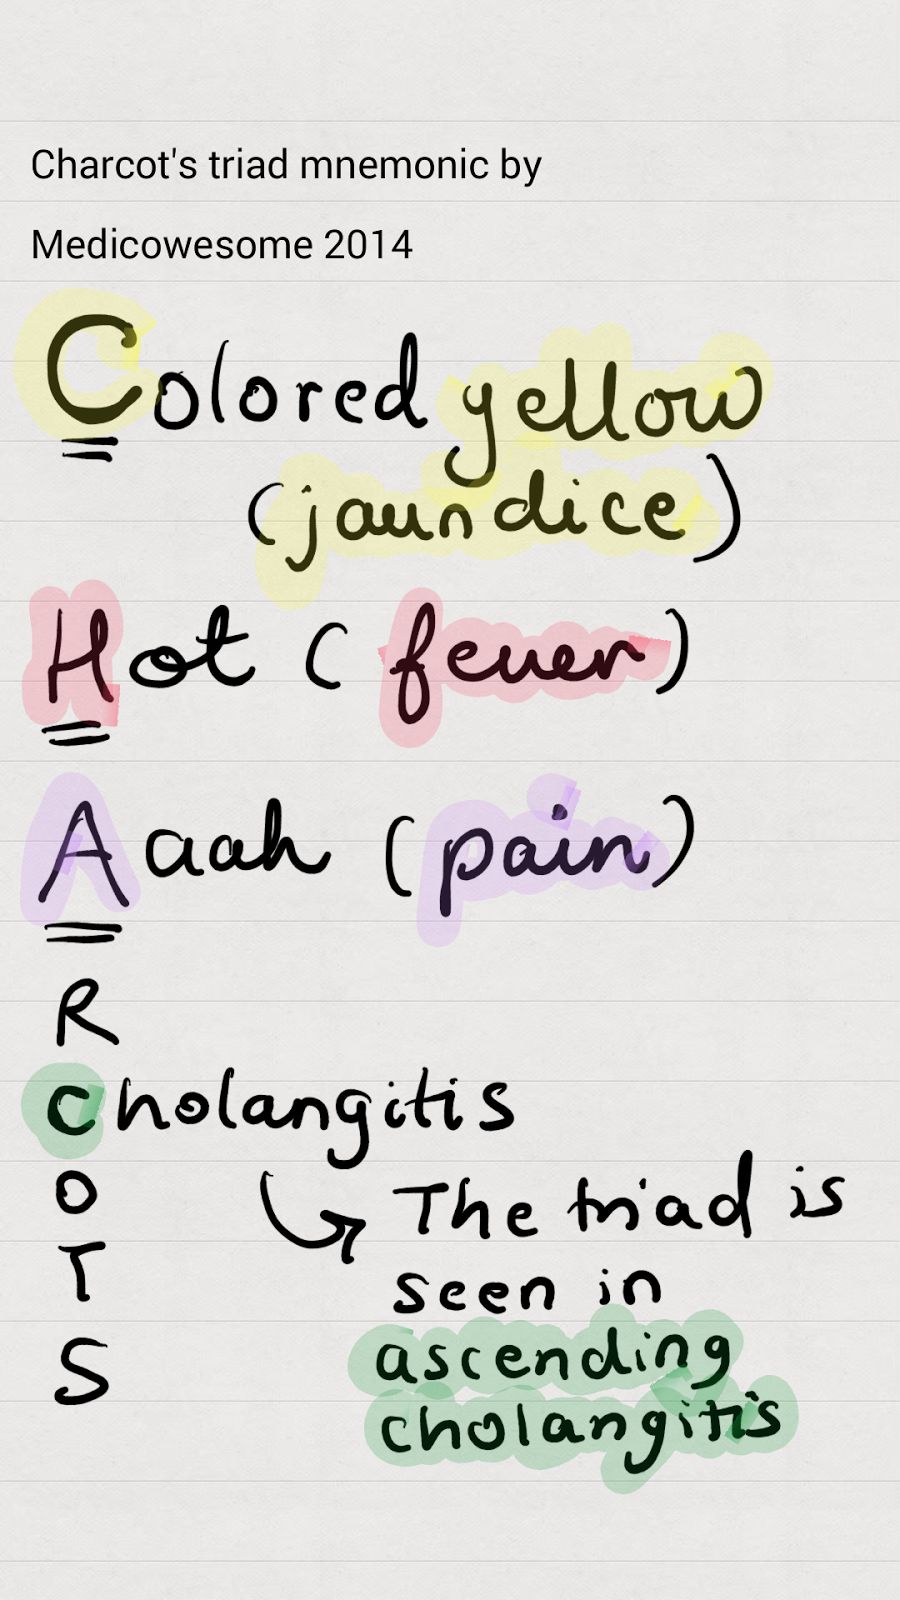 Charcot's triad mnemonic by
Medicowesome 2014
Colored yellow
(jaundice)
Hot (fever)
Aaah (pain)
R
cholangitis
O
The triad is
T
seen in
S
ascending
cholangitis